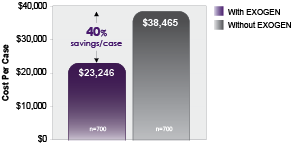 Cost Per Case
$40,000
$30,000
$20,000
$10,000
$0
40%
savings/case
$23,246
n=700
$38,465
n=700
With EXOGEN
Without EXOGEN